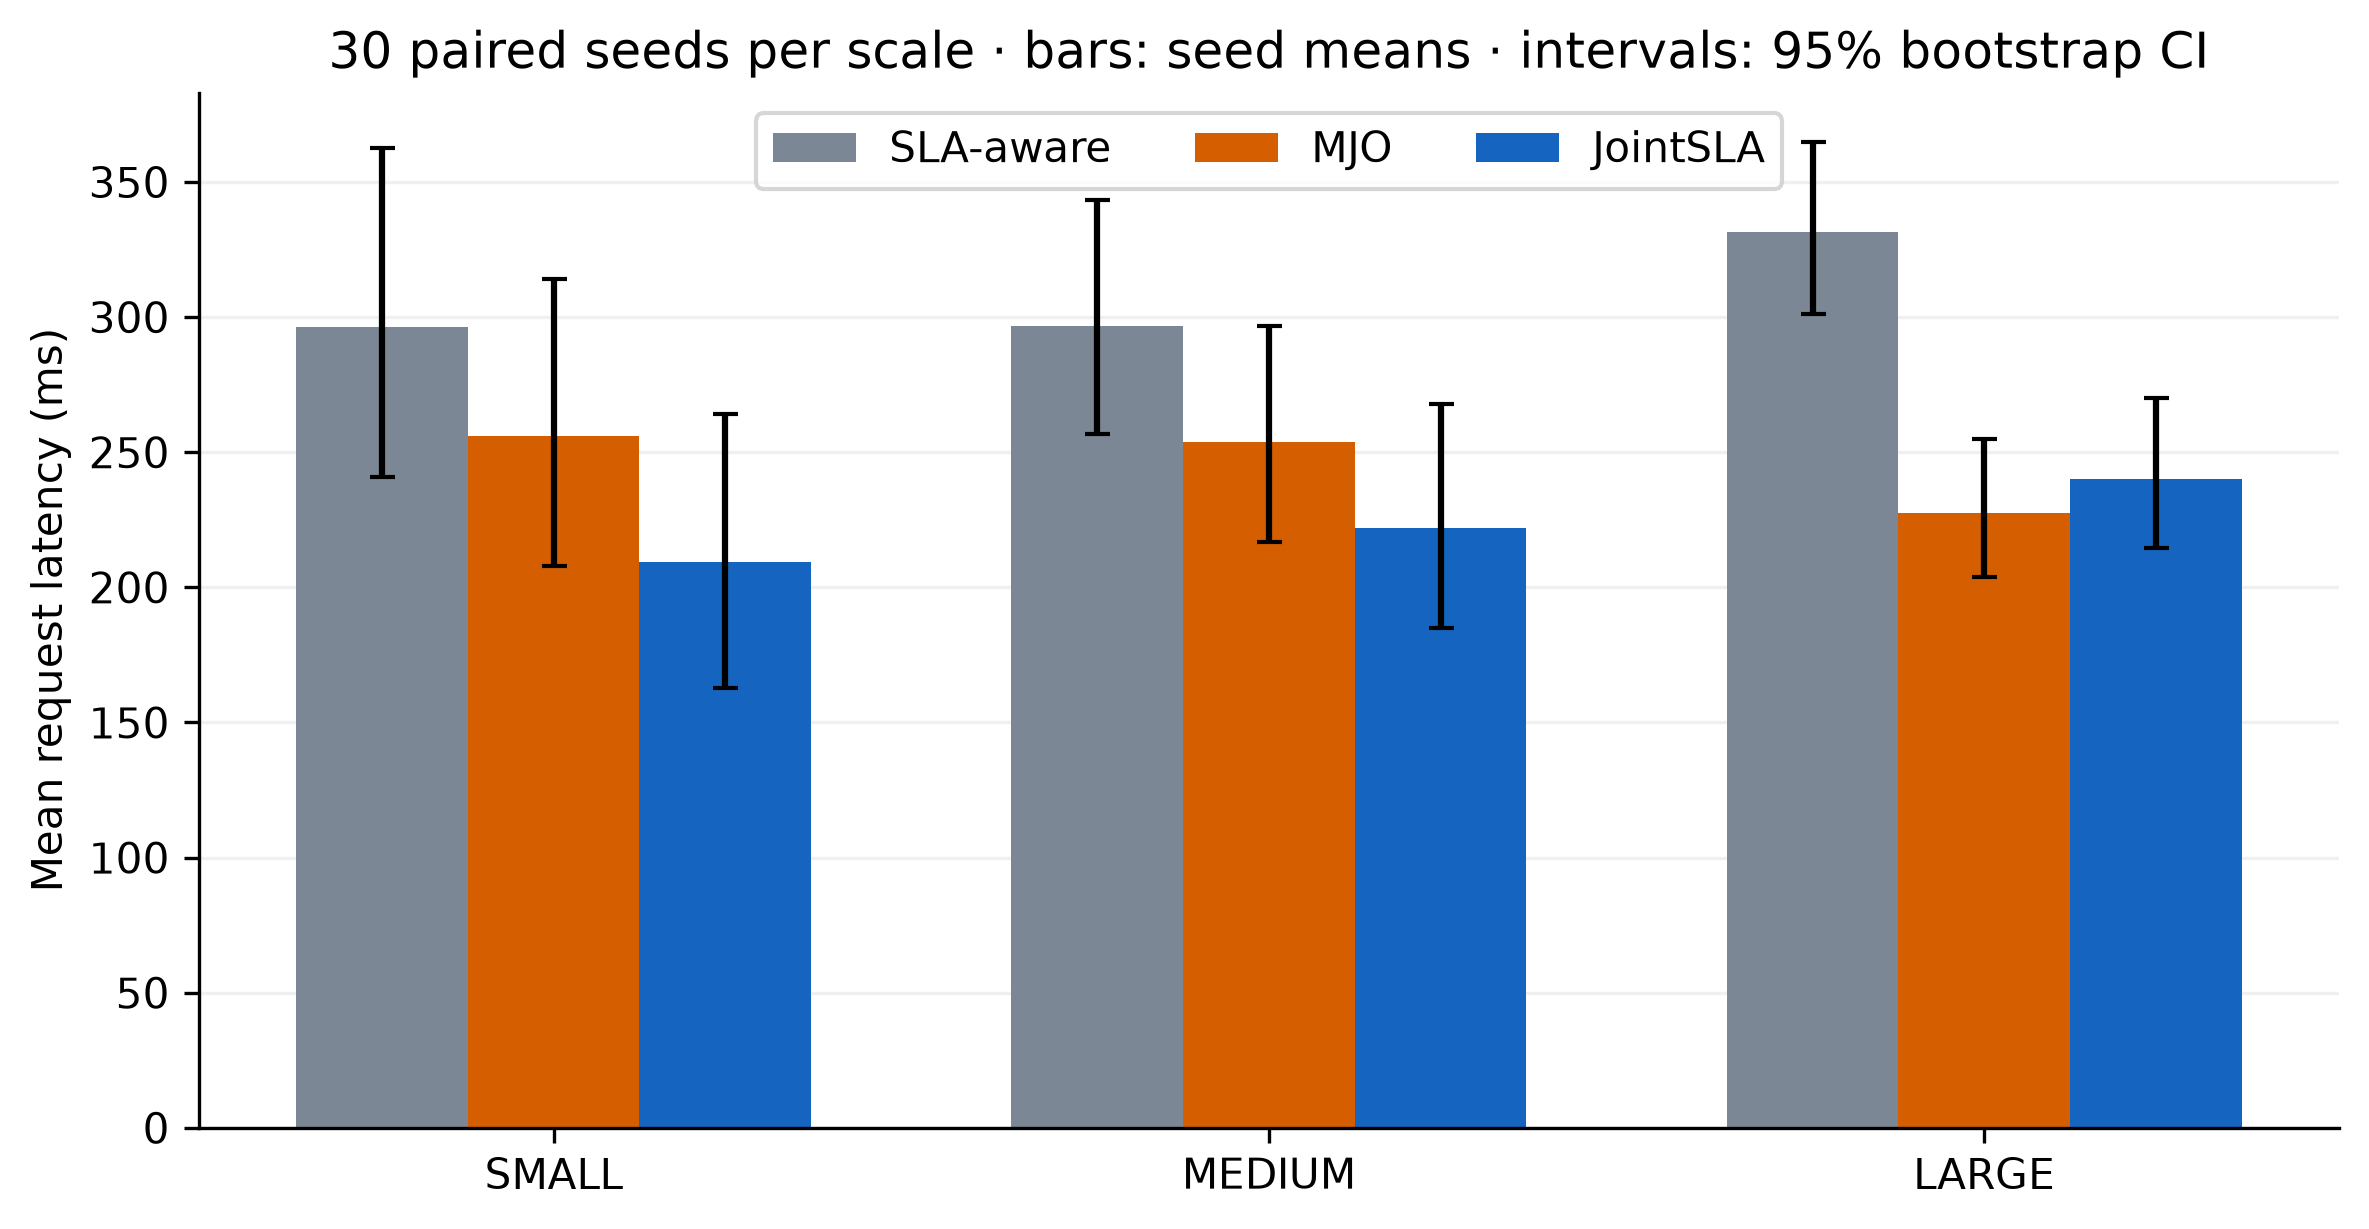 30 paired seeds per scale · bars: seed means · intervals: 95% bootstrap CI
SLA-aware MJO JointSLA
Mean request latency (ms)
350
300
250
200
150
100
50
0
SMALL MEDIUM LARGE